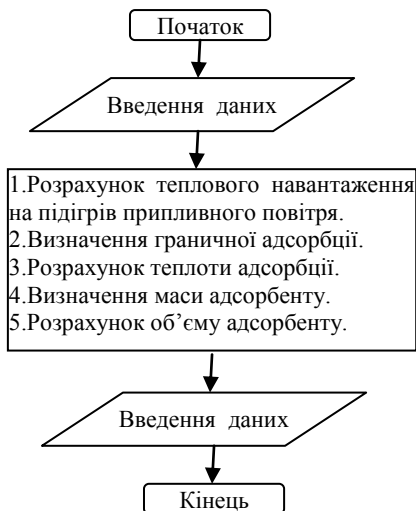 Початок
Введення даних
1.Розрахунок теплового навантаження
на підігрів припливного повітря.
2.Визначення граничної адсорбції.
3.Розрахунок теплоти адсорбції.
4.Визначення маси адсорбенту.
5.Розрахунок об’єму адсорбенту.
Введення даних
Кінець